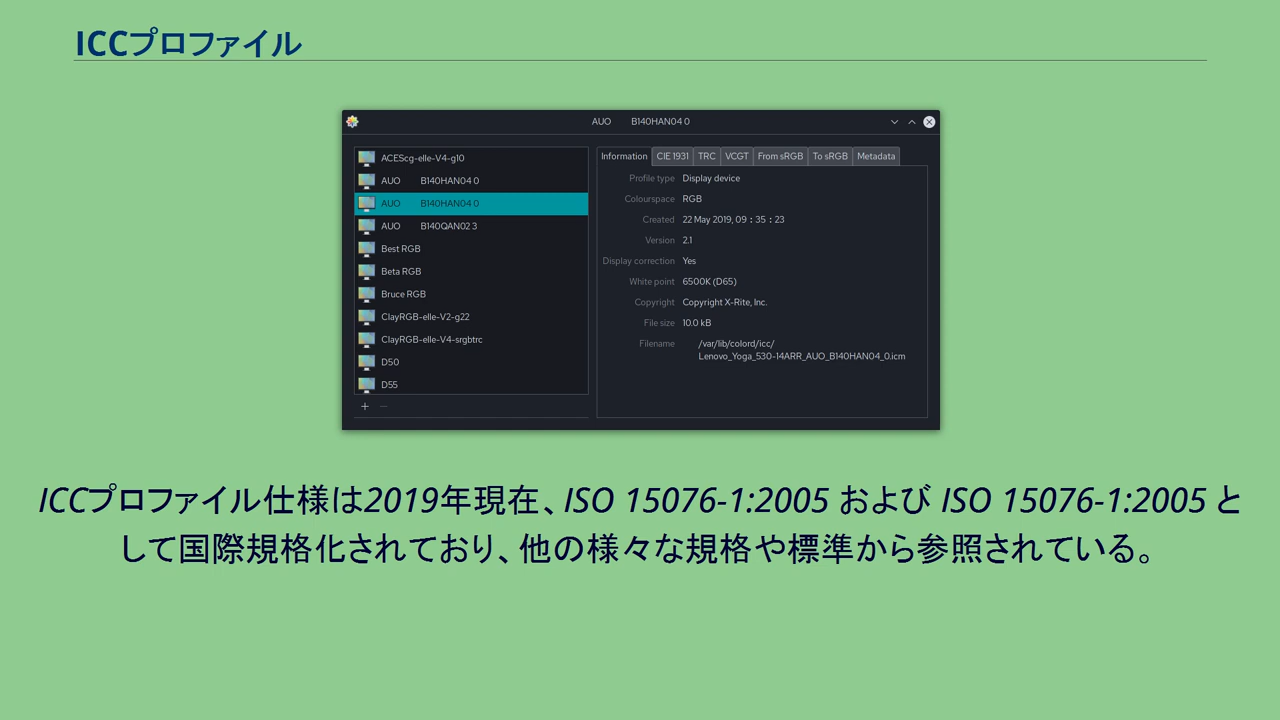 ICCプロファイル
AUO B140HAN04 0
ACEScg-elle-V4-g10
AUO B140HAN04 0
AUO B140HAN04 0
AUO B140QAN02 3
Best RGB
Beta RGB
Bruce RGB
ClayRGB-elle-V2-g22
ClayRGB-elle-V4-srgbtrc
D50
D55
Information CIE 1931 TRC VCGT From sRGB To sRGB Metadata
Profile type Display device
Colourspace RGB
Created 22 May 2019, 09：35：23
Version 2.1
Display correction Yes
White point 6500K (D65)
Copyright Copyright X-Rite, Inc.
File size 10.0 kB
Filename /var/lib/colord/icc/
Lenovo_Yoga_530-14ARR_AUO_B140HAN04_0.icm
ICCプロファイル仕様は2019年現在、ISO 15076-1:2005 および ISO 15076-1:2005 と
して国際規格化されており、他の様々な規格や標準から参照されている。